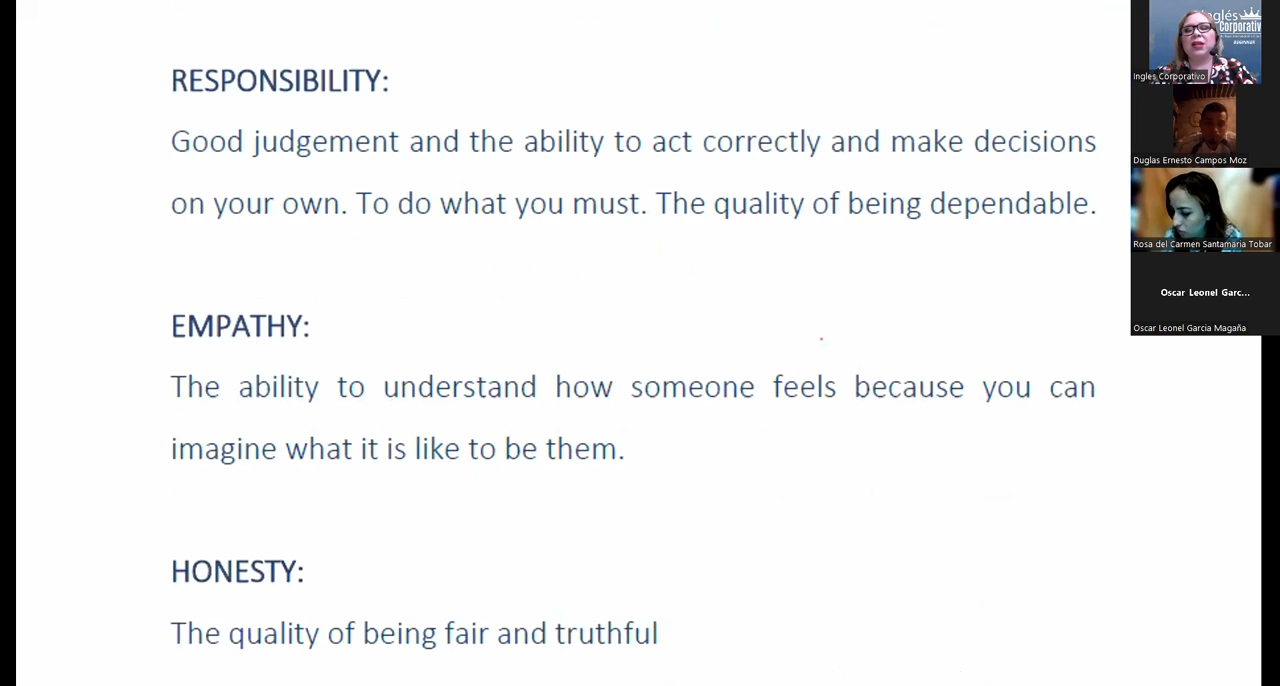 RESPONSIBILITY:
Good judgement and the ability to act correctly and make decisions
on your own. To do what you must. The quality of being dependable.
EMPATHY:
The ability to understand how someone feels because you can
imagine what it is like to be them.
HONESTY:
The quality of being fair and truthful
Inglés
Corporativo
BEGINNER
Ingles Corporativo
Duglas Ernesto Campos Moz
Rosa del Carmen Santamaria Tobar
Oscar Leonel Garc...
Oscar Leonel Garcia Magaña